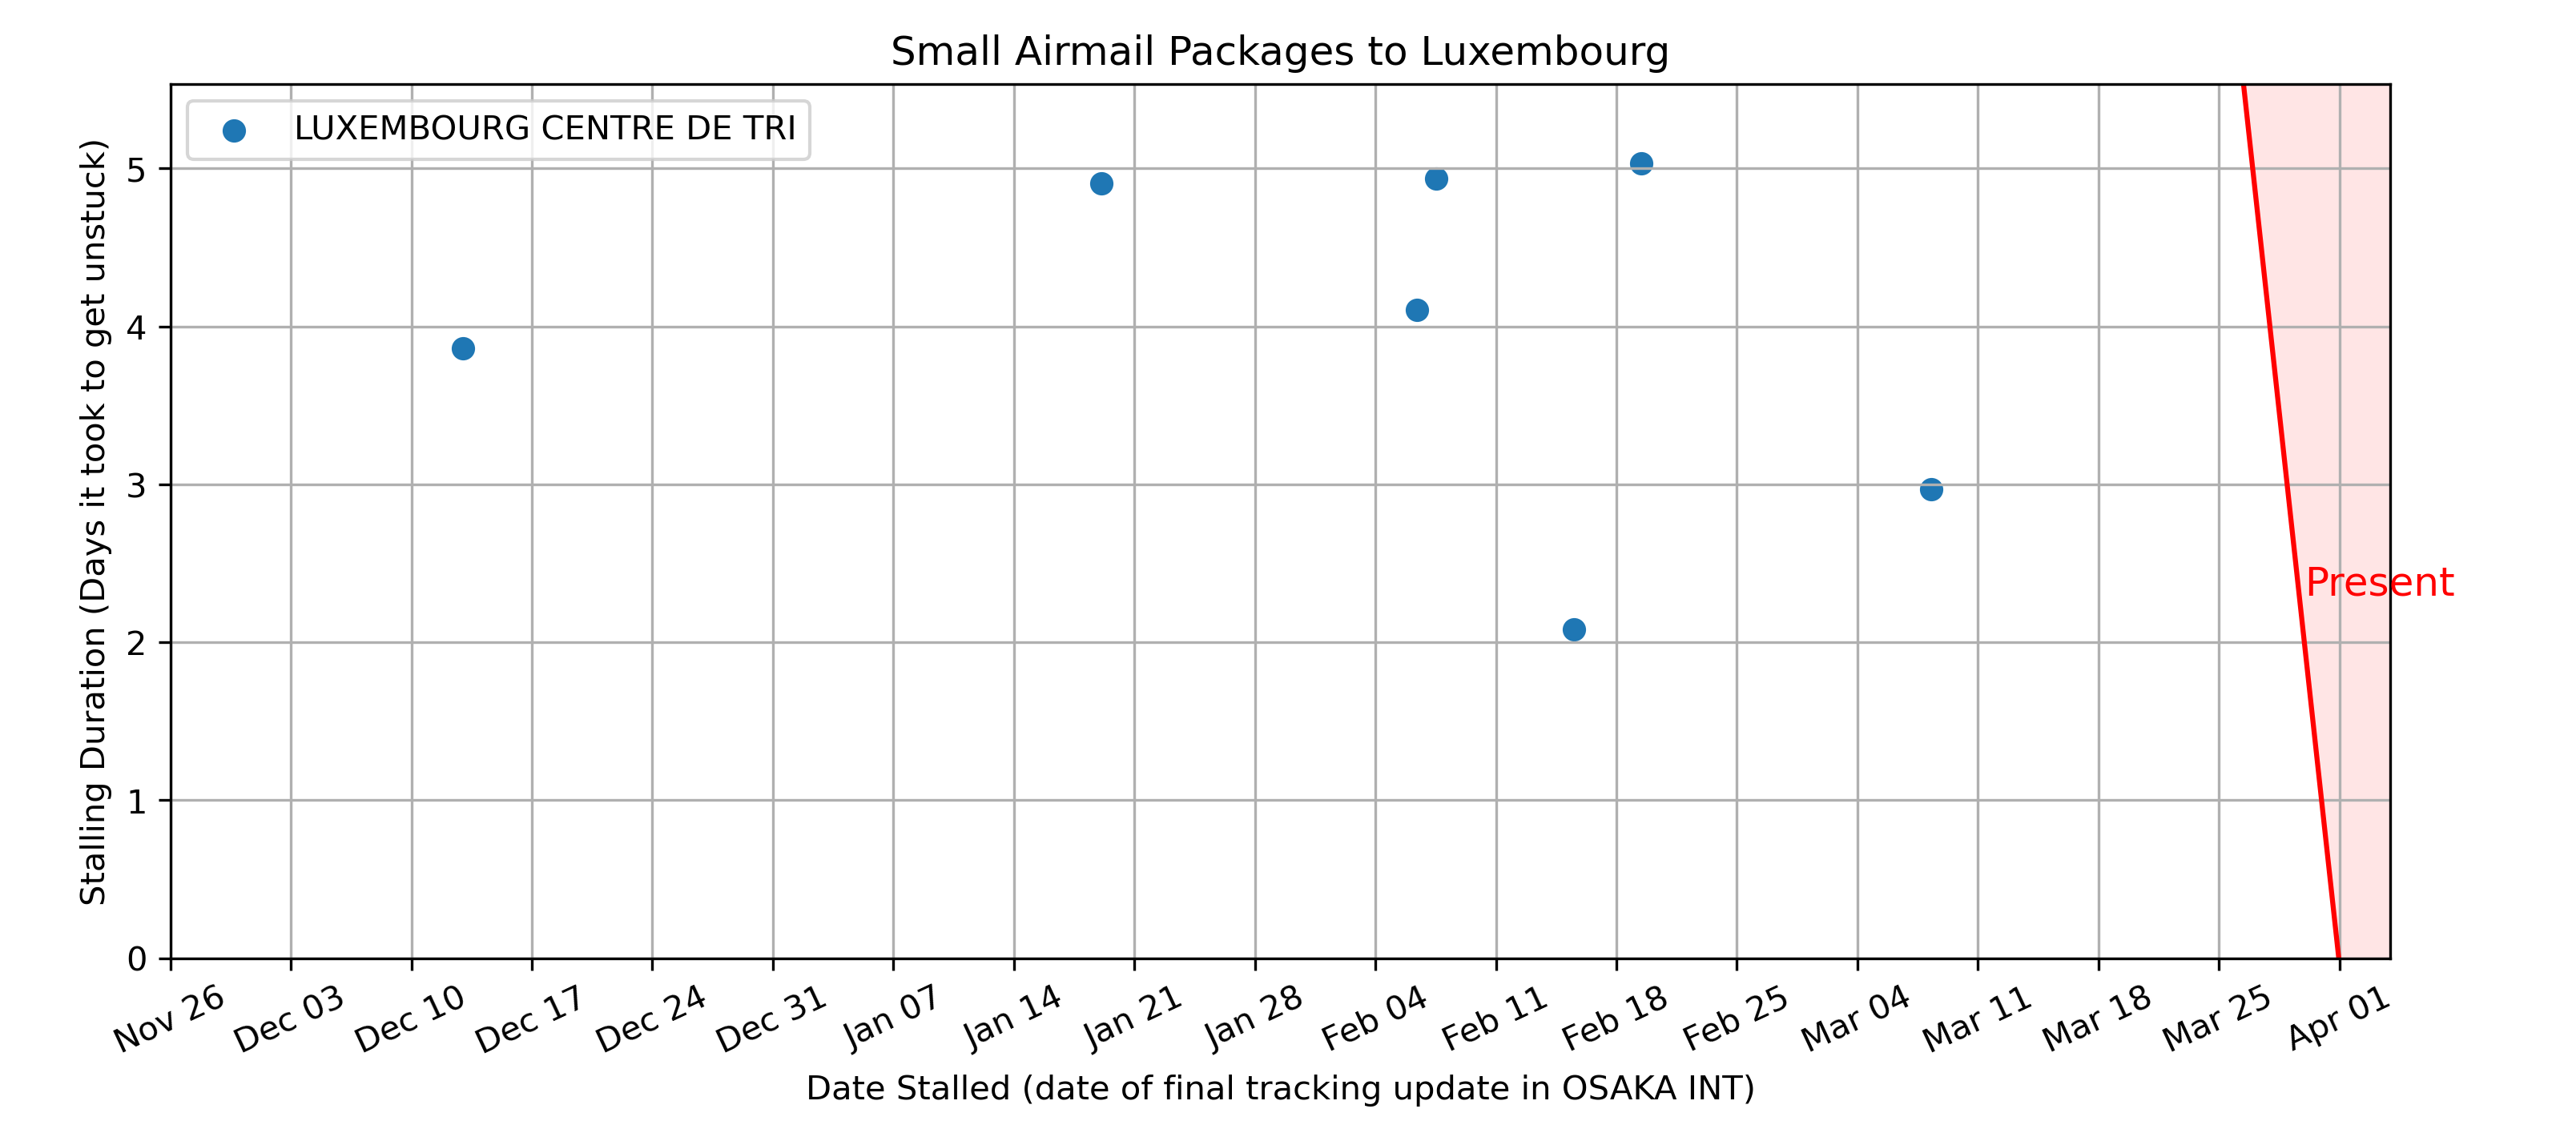 Small Airmail Packages to Luxembourg
LUXEMBOURG CENTRE DE TRI
Stalling Duration (Days it took to get unstuck)
5
4
3
2
1
0
Present
Nov 26
Dec 03
Dec 10
Dec 17
Dec 24
Dec 31
Jan 07
Jan 14
Jan 21
Jan 28
Feb 04
Feb 11
Feb 18
Feb 25
Mar 04
Mar 11
Mar 18
Mar 25
Apr 01
Date Stalled (date of final tracking update in OSAKA INT)